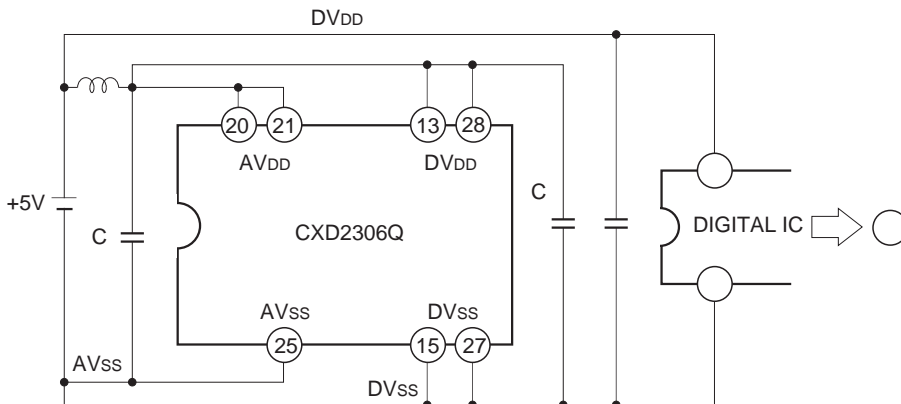 DVDD
20 21 13 28
AVDD DVDD
+5V
C
C
CXD2306Q
DIGITAL IC
AVSS DVSS
25 15 27
AVSS
DVSS